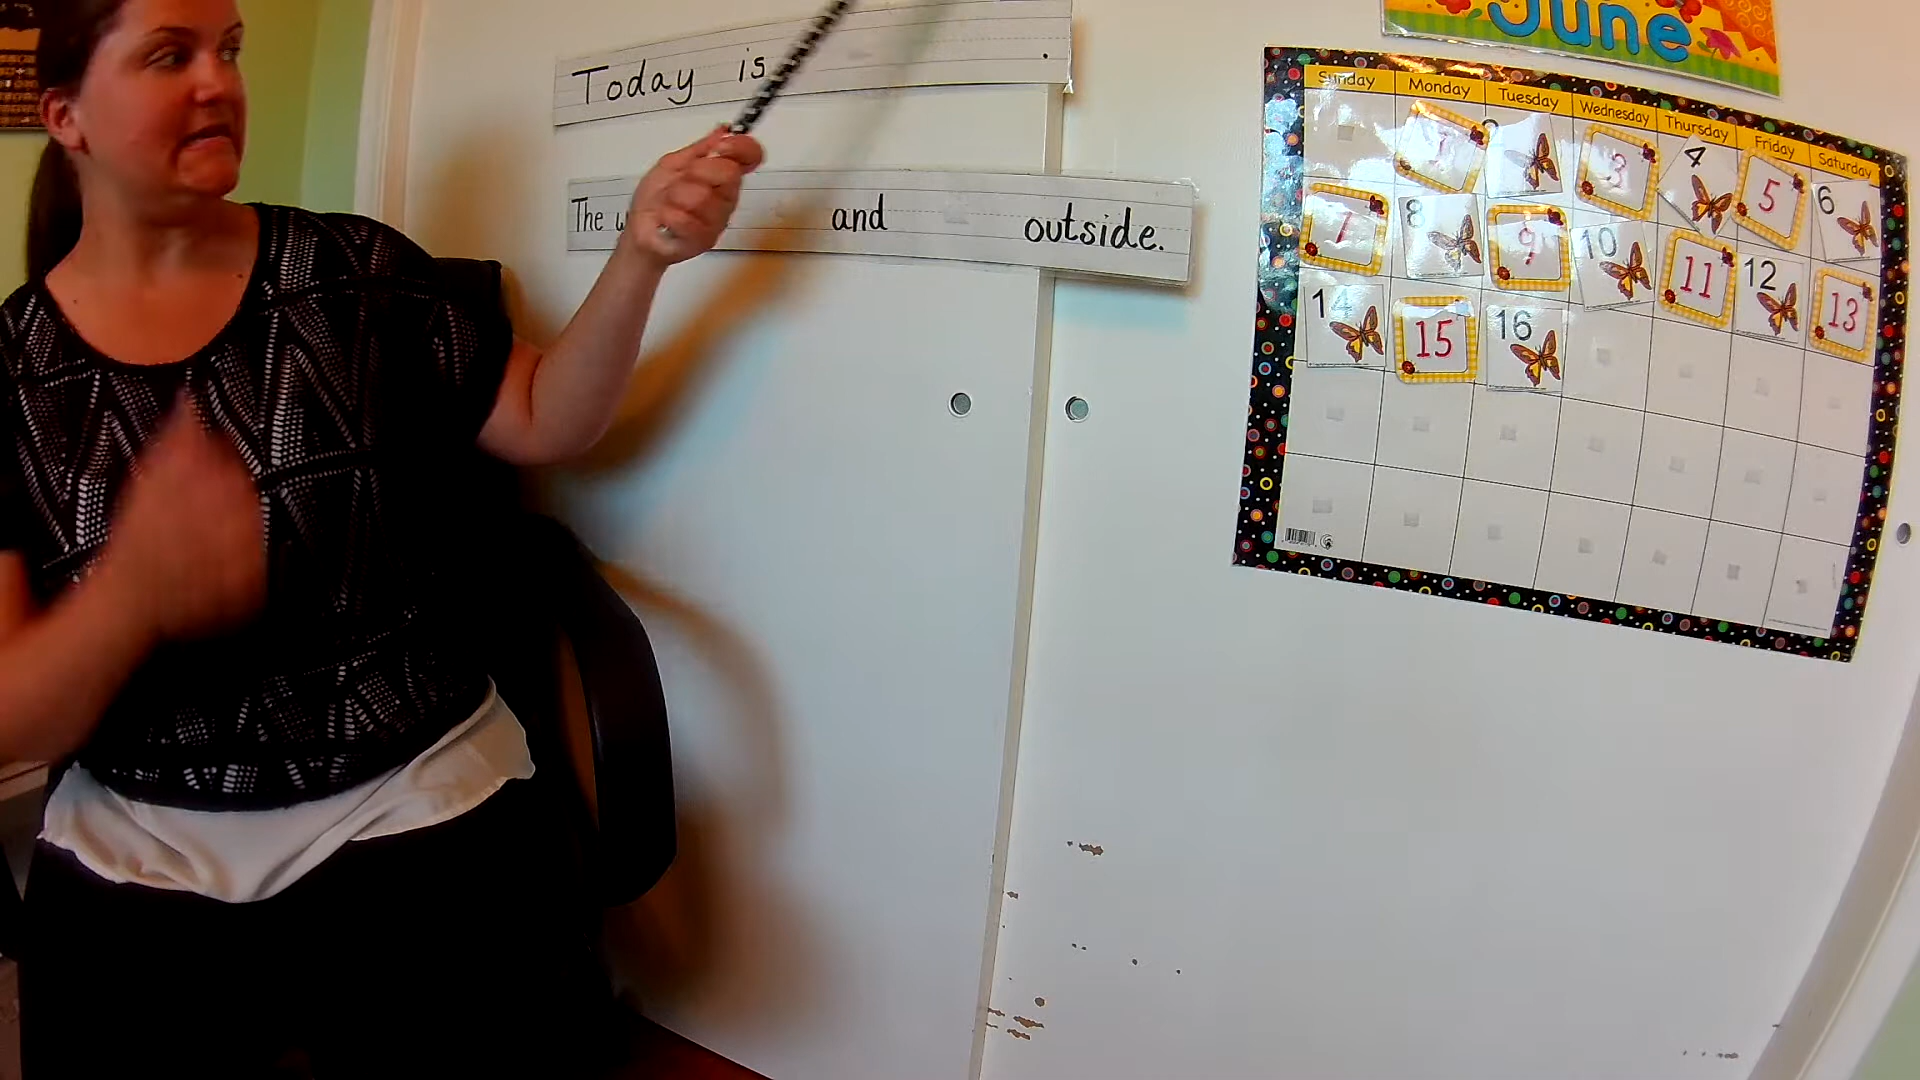 June
Today is .
The and outside.
Sunday Monday Tuesday Wednesday Thursday Friday Saturday
1 3 4 5 6
7 8 9 10 11 12 13
14 15 16